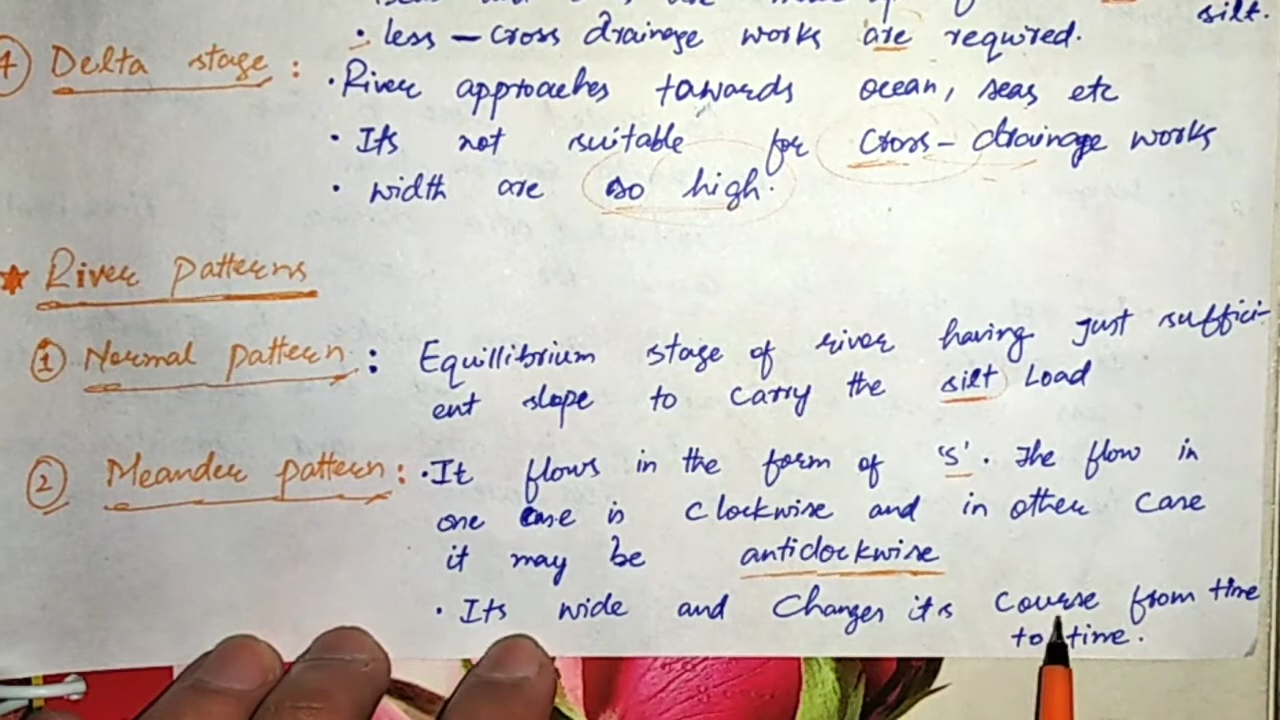 silt.
• less – cross drainage works are required.
4 Delta stage : • River approaches towards ocean, seas etc
• Its not suitable for cross – drainage works
• width are so high.
★ River patterns
① Normal pattern : Equillibrium stage of river having just suffici-
ent slope to carry the silt Load
② Meander pattern : • It flows in the form of 's'. The flow in
one case is clockwise and in other case
it may be anticlockwise
• Its wide and changes its course from time
to time.